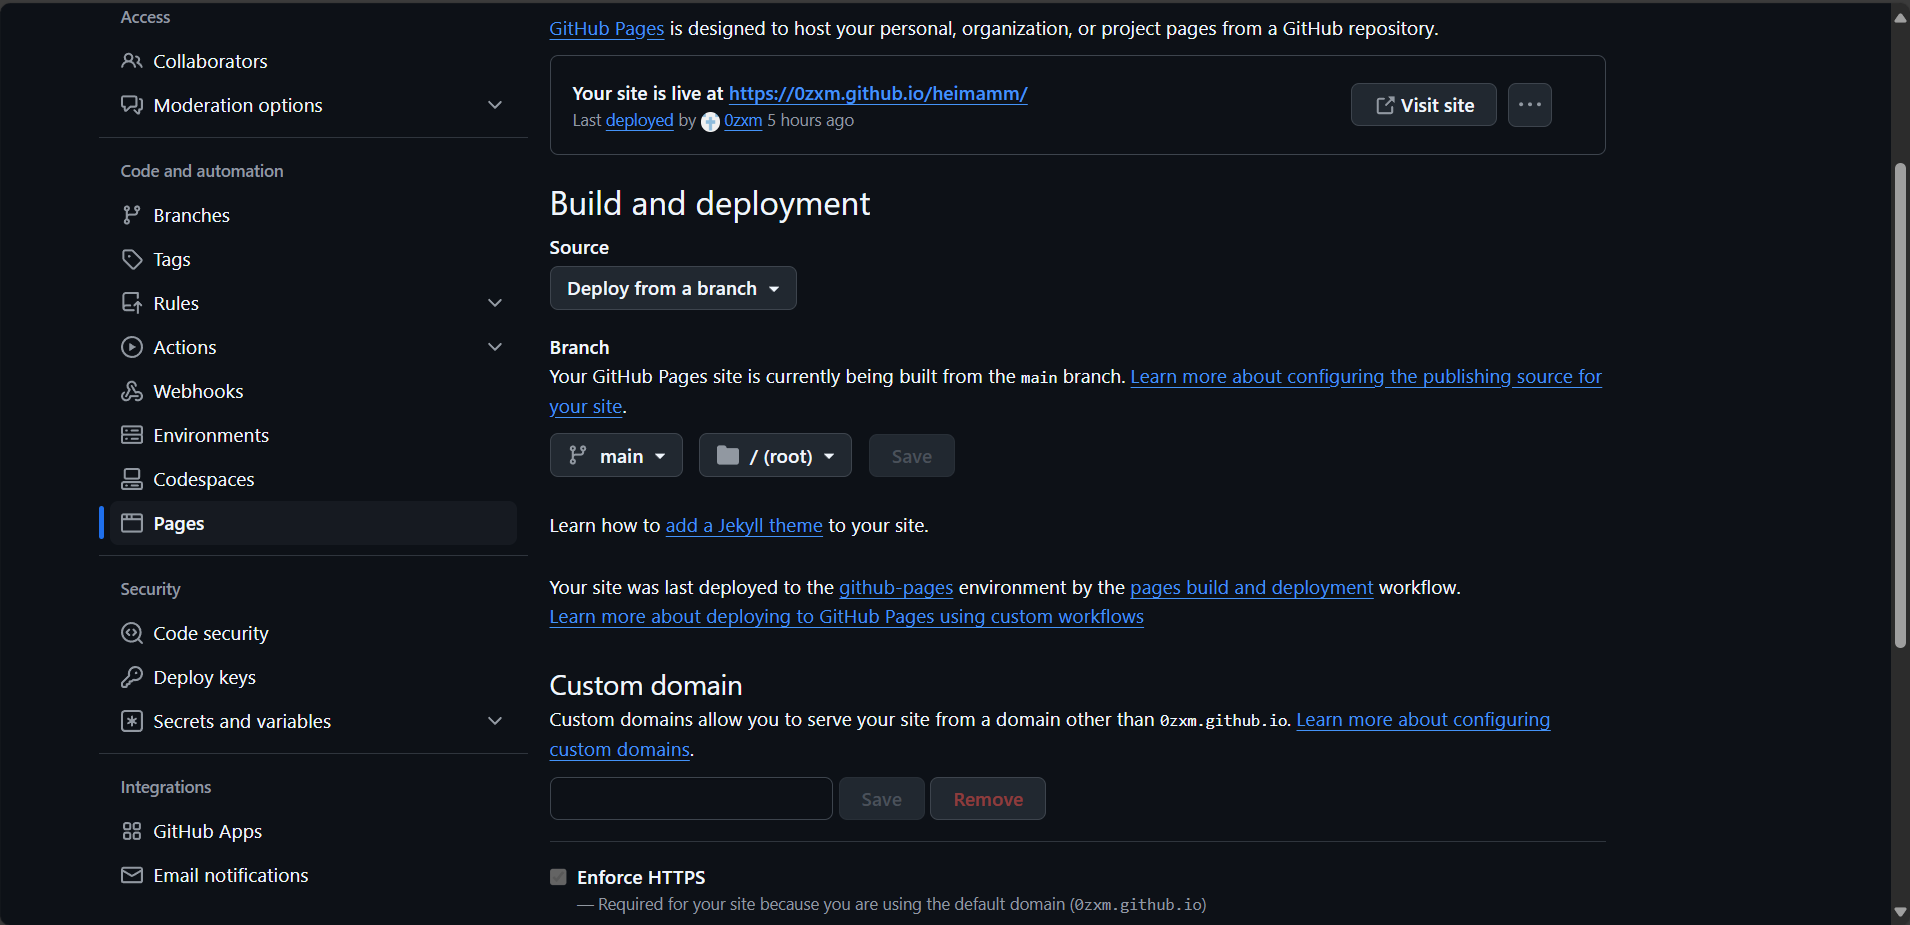 Access
Collaborators
Moderation options
Code and automation
Branches
Tags
Rules
Actions
Webhooks
Environments
Codespaces
Pages
Security
Code security
Deploy keys
Secrets and variables
Integrations
GitHub Apps
Email notifications
GitHub Pages is designed to host your personal, organization, or project pages from a GitHub repository.
Your site is live at https://0zxm.github.io/heimamm/
Last deployed by 0zxm 5 hours ago
Visit site
Build and deployment
Source
Deploy from a branch
Branch
Your GitHub Pages site is currently being built from the main branch. Learn more about configuring the publishing source for
your site.
main / (root) Save
Learn how to add a Jekyll theme to your site.
Your site was last deployed to the github-pages environment by the pages build and deployment workflow.
Learn more about deploying to GitHub Pages using custom workflows
Custom domain
Custom domains allow you to serve your site from a domain other than 0zxm.github.io. Learn more about configuring
custom domains.
Save Remove
Enforce HTTPS
— Required for your site because you are using the default domain (0zxm.github.io)